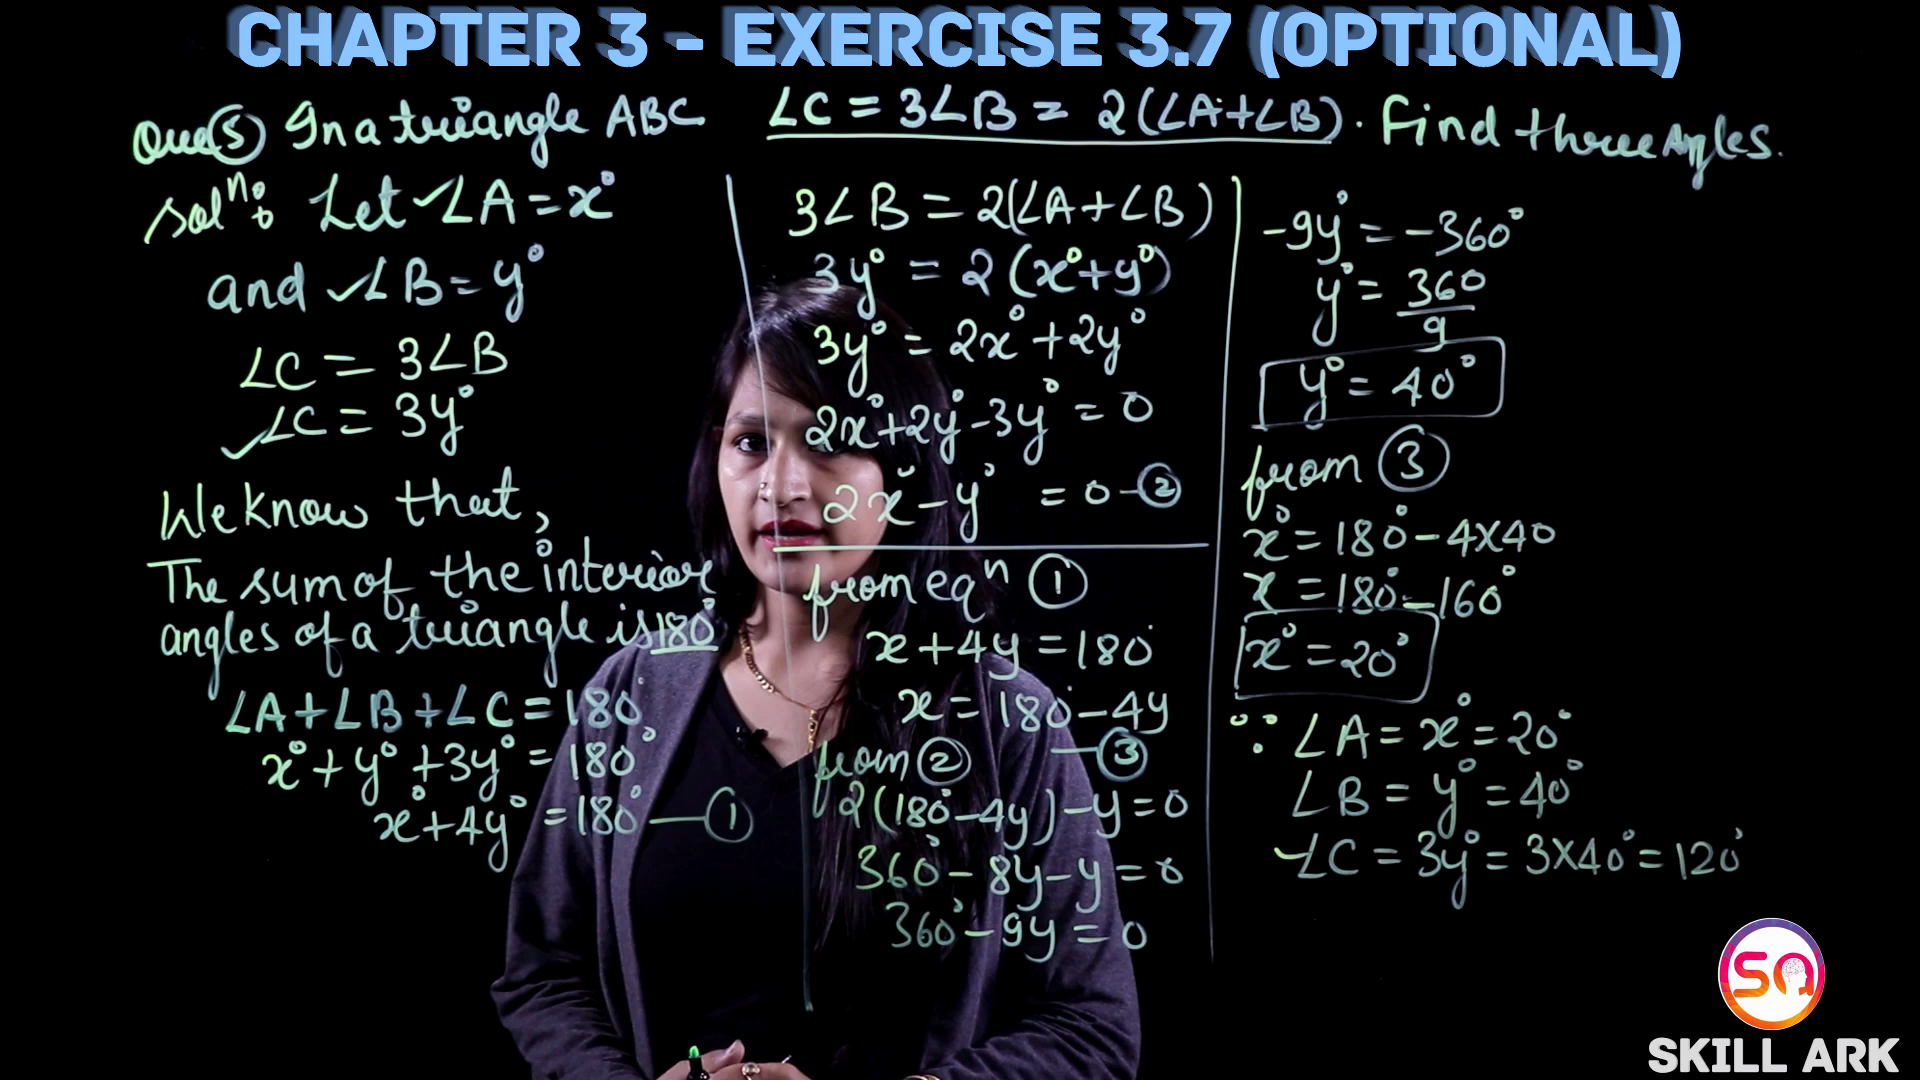 CHAPTER 3 - EXERCISE 3.7 (OPTIONAL)
Que(5) In a triangle ABC ∠C = 3∠B = 2(∠A+∠B). Find three Angles.
solⁿ: Let ✓∠A = x°
and ✓∠B = y°
∠C = 3∠B
✓∠C = 3y°
We know that,
The sum of the interior
angles of a triangle is 180°
∠A+∠B+∠C = 180°
x°+y°+3y° = 180°
x°+4y° = 180° — ①
3∠B = 2(∠A+∠B)
3y° = 2(x°+y°)
3y° = 2x°+2y°
2x°+2y°-3y° = 0
2x°-y° = 0 - ②
from eqⁿ ①
x+4y = 180°
x = 180°-4y
— ③
from ②
2(180°-4y)-y = 0
360°-8y-y = 0
360°-9y = 0
-9y° = -360°
y° = 360/9
y° = 40°
from ③
x° = 180°-4×40
x = 180°-160°
x° = 20°
∵ ∠A = x° = 20°
∠B = y° = 40°
✓∠C = 3y° = 3×40° = 120°
SA
SKILL ARK